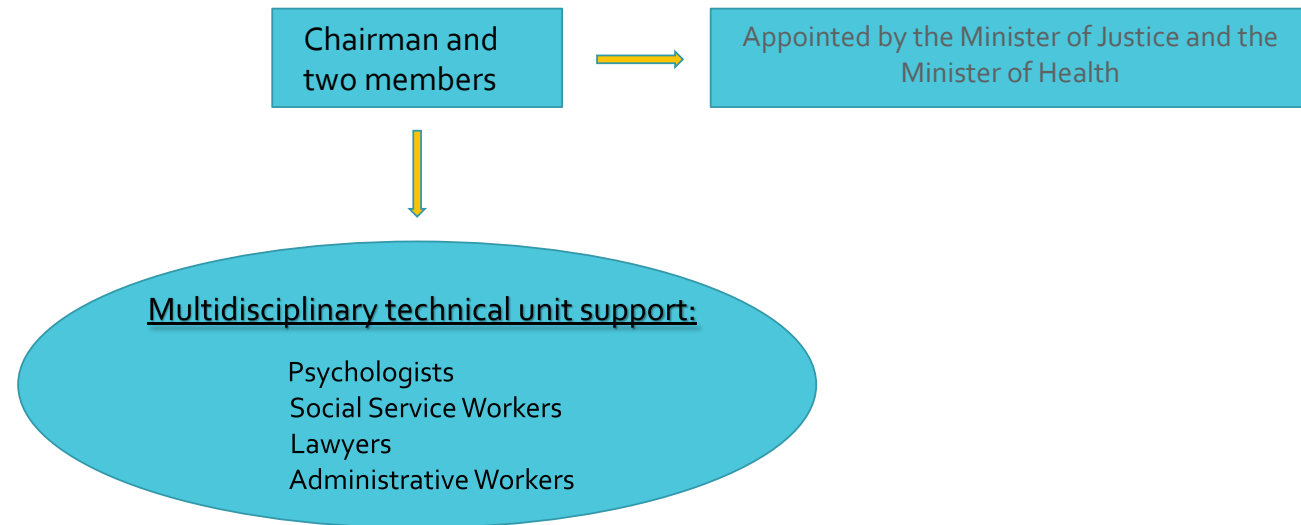 Chairman and
two members
Appointed by the Minister of Justice and the
Minister of Health
Multidisciplinary technical unit support:
Psychologists
Social Service Workers
Lawyers
Administrative Workers